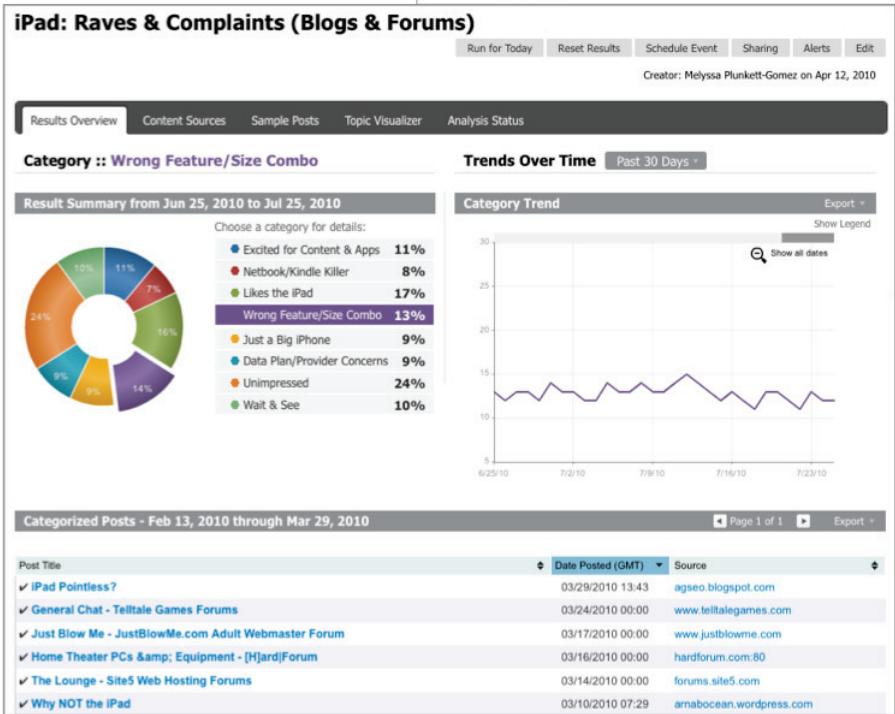 iPad: Raves & Complaints (Blogs & Forums)
Run for Today Reset Results Schedule Event Sharing Alerts Edit
Creator: Melyssa Plunkett-Gomez on Apr 12, 2010
Results Overview Content Sources Sample Posts Topic Visualizer Analysis Status
Category :: Wrong Feature/Size Combo
Result Summary from Jun 25, 2010 to Jul 25, 2010
Choose a category for details:
Excited for Content & Apps 11%
Netbook/Kindle Killer 8%
Likes the iPad 17%
Wrong Feature/Size Combo 13%
Just a Big iPhone 9%
Data Plan/Provider Concerns 9%
Unimpressed 24%
Wait & See 10%
10% 11%
7%
24%
16%
9%
9% 14%
Trends Over Time Past 30 Days
Category Trend Export
Show Legend
Show all dates
30
25
20
15
10
5
6/25/10 7/2/10 7/9/10 7/16/10 7/23/10
Categorized Posts - Feb 13, 2010 through Mar 29, 2010 Page 1 of 1 Export
Post Title Date Posted (GMT) Source
✔ iPad Pointless? 03/29/2010 13:43 agseo.blogspot.com
✔ General Chat - Telltale Games Forums 03/24/2010 00:00 www.telltalegames.com
✔ Just Blow Me - JustBlowMe.com Adult Webmaster Forum 03/17/2010 00:00 www.justblowme.com
✔ Home Theater PCs &amp; Equipment - [H]ard|Forum 03/16/2010 00:00 hardforum.com:80
✔ The Lounge - Site5 Web Hosting Forums 03/14/2010 00:00 forums.site5.com
✔ Why NOT the iPad 03/10/2010 07:29 arnabocean.wordpress.com